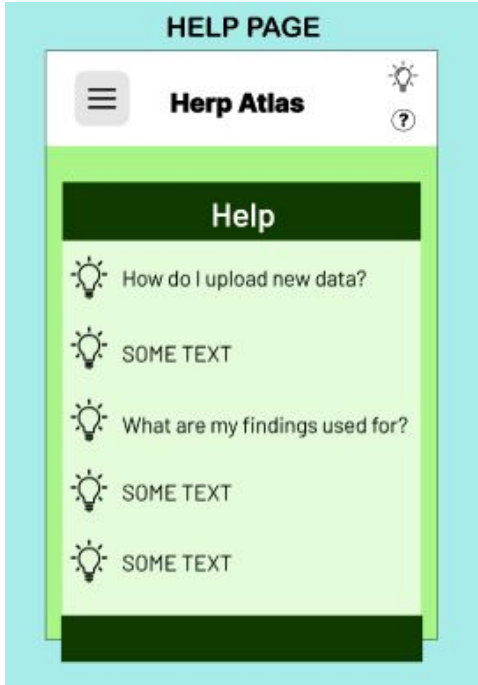 HELP PAGE
Herp Atlas
?
Help
How do I upload new data?
SOME TEXT
What are my findings used for?
SOME TEXT
SOME TEXT